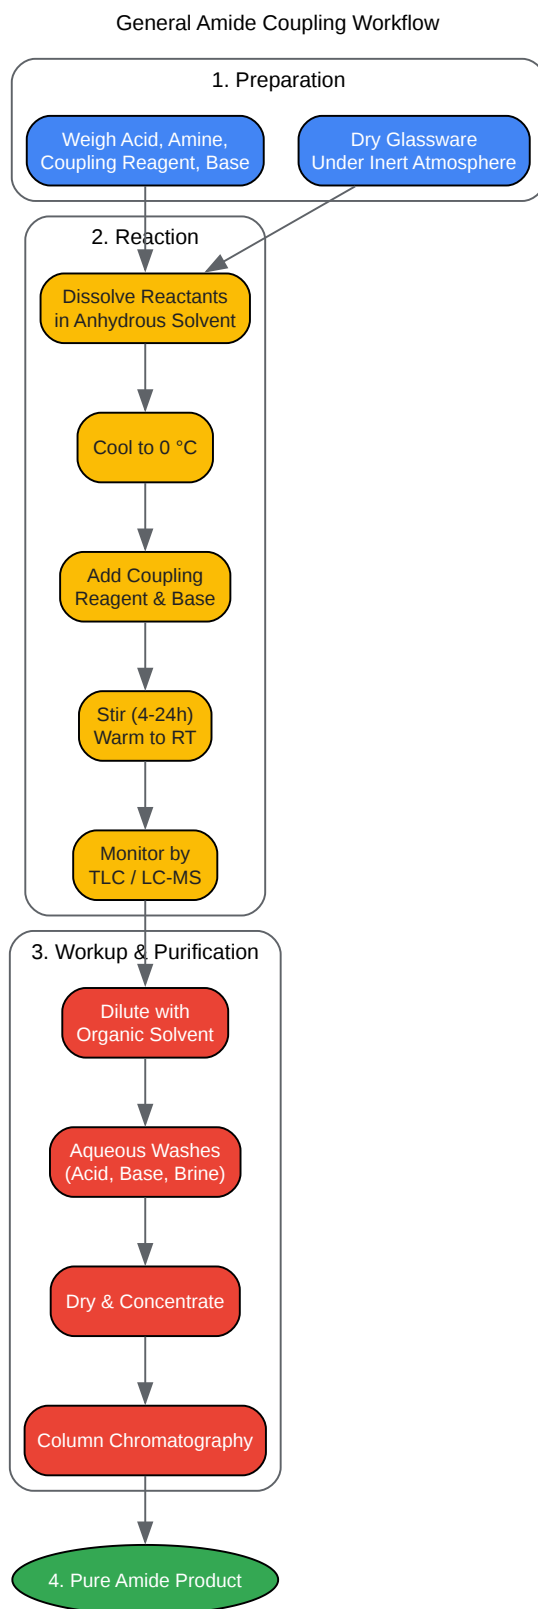 General Amide Coupling Workflow
1. Preparation
Weigh Acid, Amine,
Coupling Reagent, Base
Dry Glassware
Under Inert Atmosphere
2. Reaction
Dissolve Reactants
in Anhydrous Solvent
Cool to 0 °C
Add Coupling
Reagent & Base
Stir (4-24h)
Warm to RT
Monitor by
TLC / LC-MS
3. Workup & Purification
Dilute with
Organic Solvent
Aqueous Washes
(Acid, Base, Brine)
Dry & Concentrate
Column Chromatography
4. Pure Amide Product